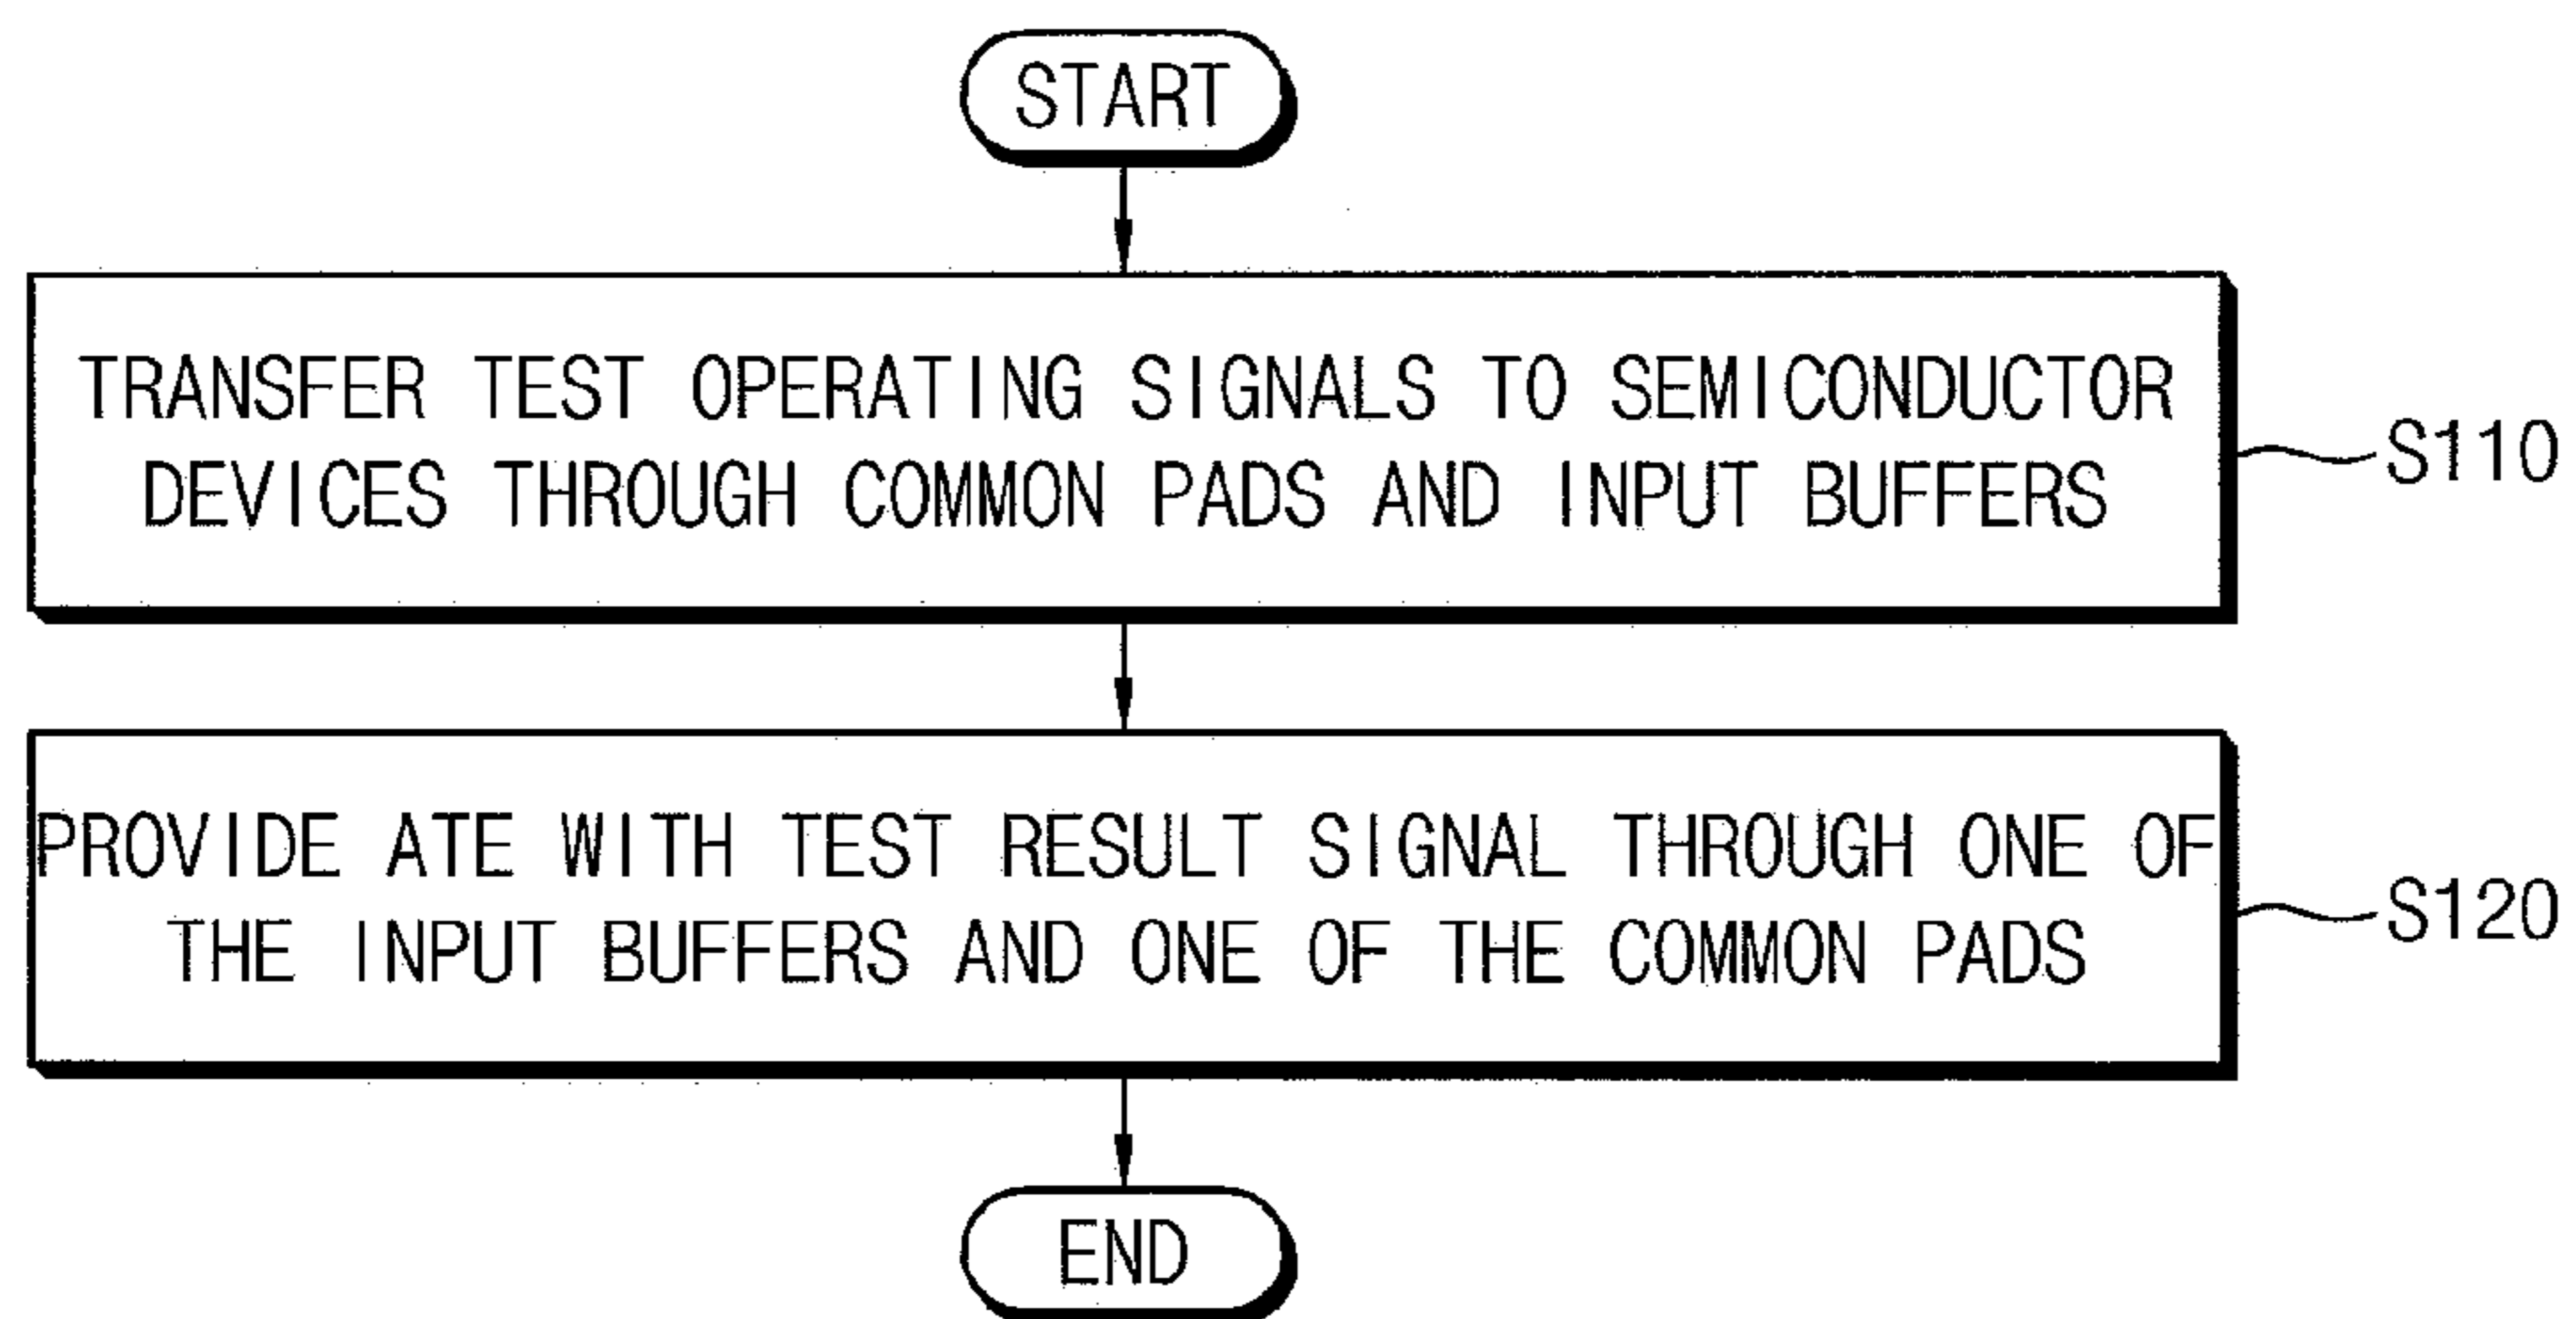 START
TRANSFER TEST OPERATING SIGNALS TO SEMICONDUCTOR
DEVICES THROUGH COMMON PADS AND INPUT BUFFERS
S110
PROVIDE ATE WITH TEST RESULT SIGNAL THROUGH ONE OF
THE INPUT BUFFERS AND ONE OF THE COMMON PADS
S120
END